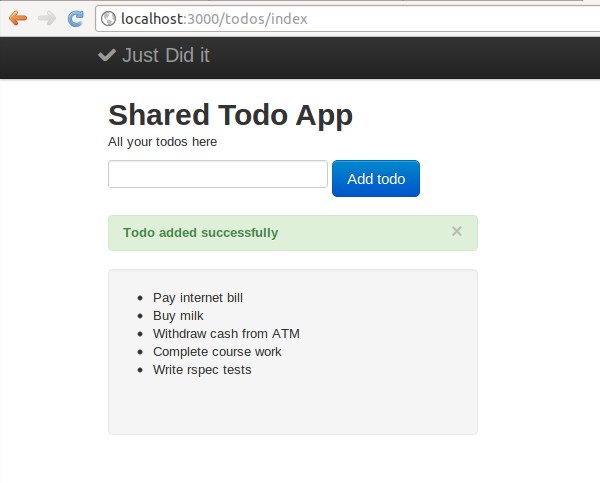 localhost:3000/todos/index
Just Did it
Shared Todo App
All your todos here
Add todo
Todo added successfully ×
Pay internet bill
Buy milk
Withdraw cash from ATM
Complete course work
Write rspec tests